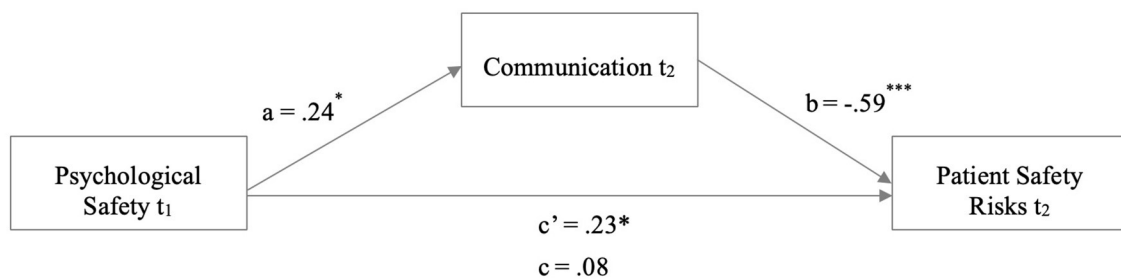 Communication t₂
a = .24*
b = -.59***
Psychological
Safety t₁
Patient Safety
Risks t₂
c’ = .23*
c = .08